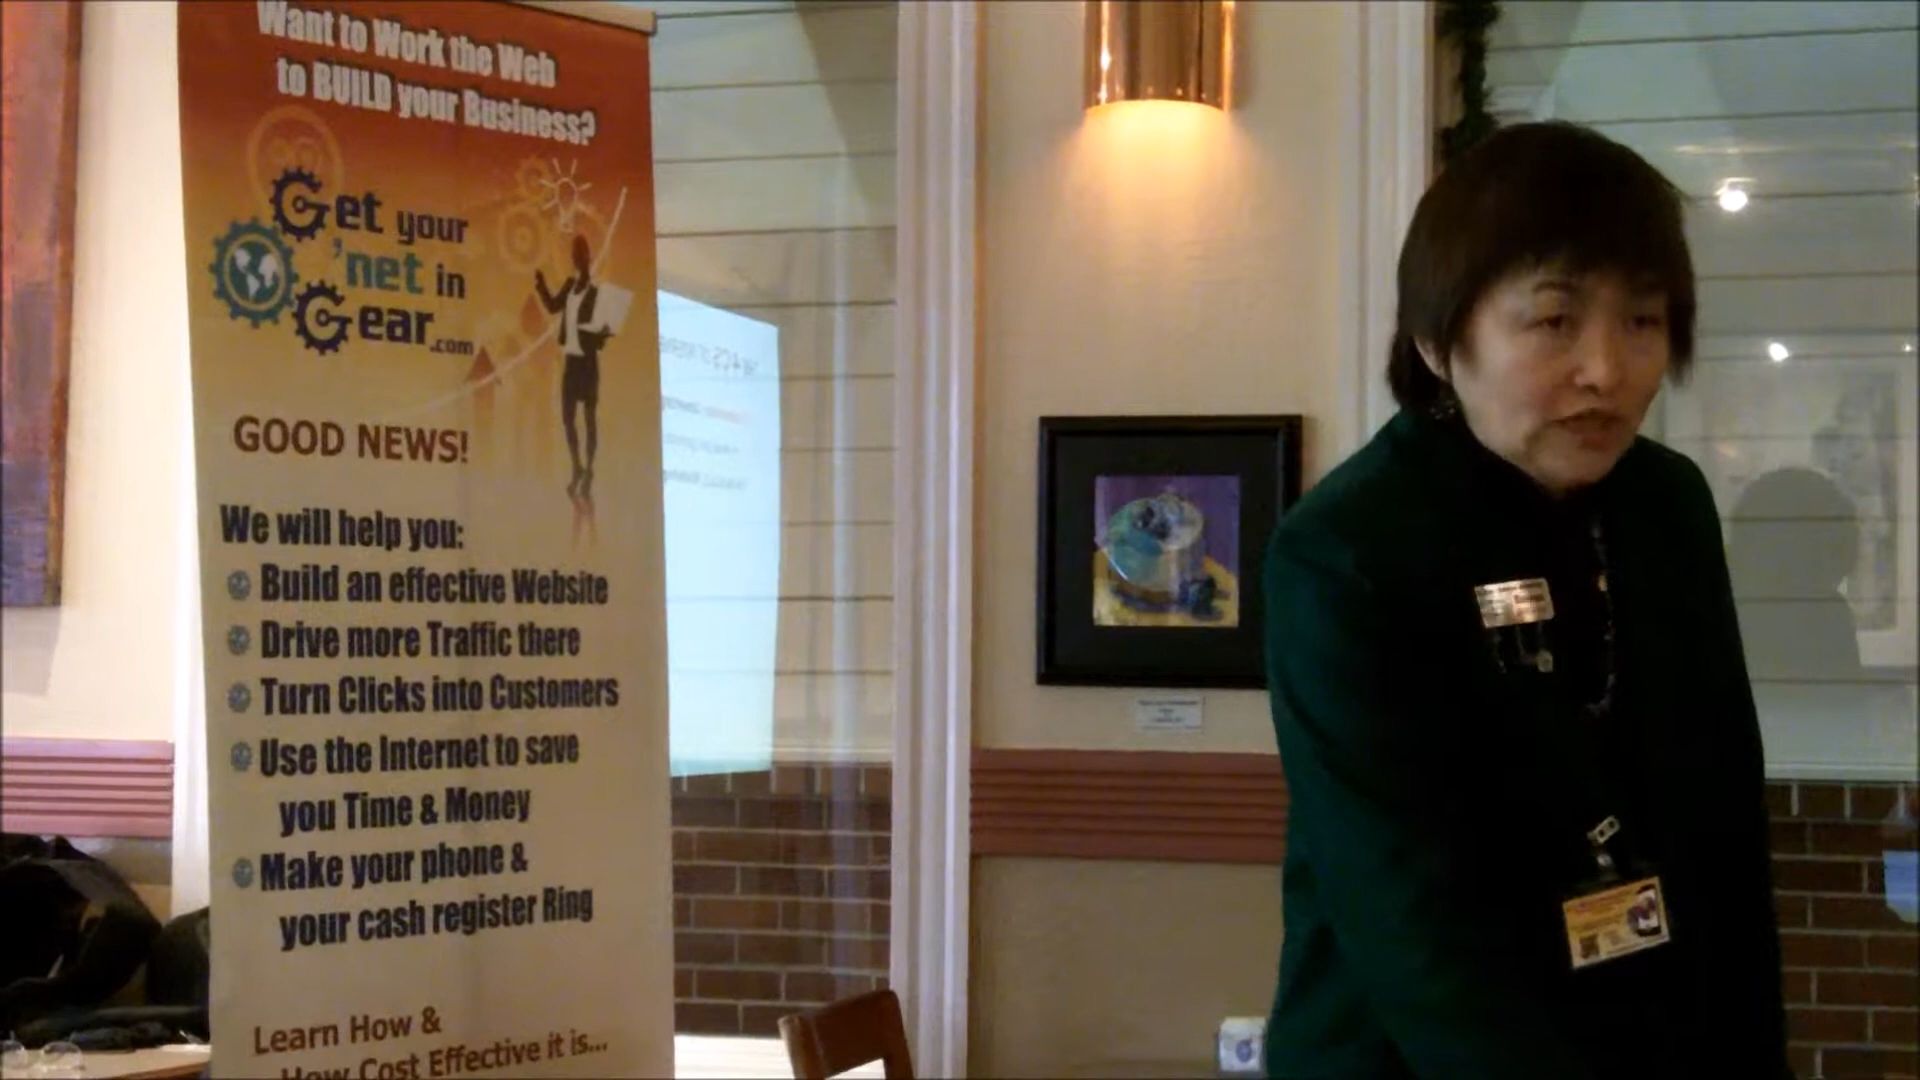 Want to Work the Web
to BUILD your Business?
Get your
'net in
Gear.com
GOOD NEWS!
We will help you:
Build an effective Website
Drive more Traffic there
Turn Clicks into Customers
Use the Internet to save
you Time & Money
Make your phone &
your cash register Ring
Learn How &
How Cost Effective it is...